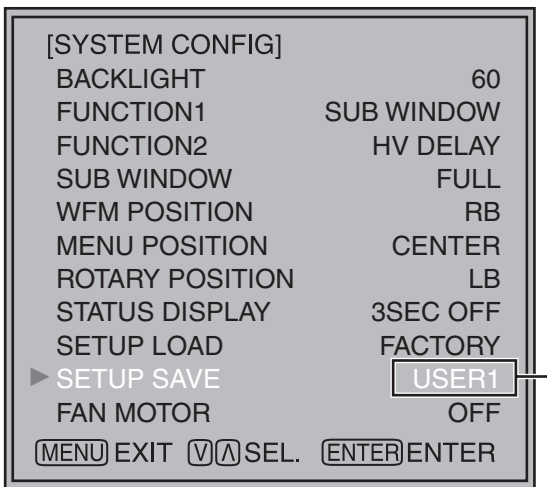 [SYSTEM CONFIG]
BACKLIGHT 60
FUNCTION1 SUB WINDOW
FUNCTION2 HV DELAY
SUB WINDOW FULL
WFM POSITION RB
MENU POSITION CENTER
ROTARY POSITION LB
STATUS DISPLAY 3SEC OFF
SETUP LOAD FACTORY
SETUP SAVE USER1
FAN MOTOR OFF
MENU EXIT V Λ SEL. ENTER ENTER